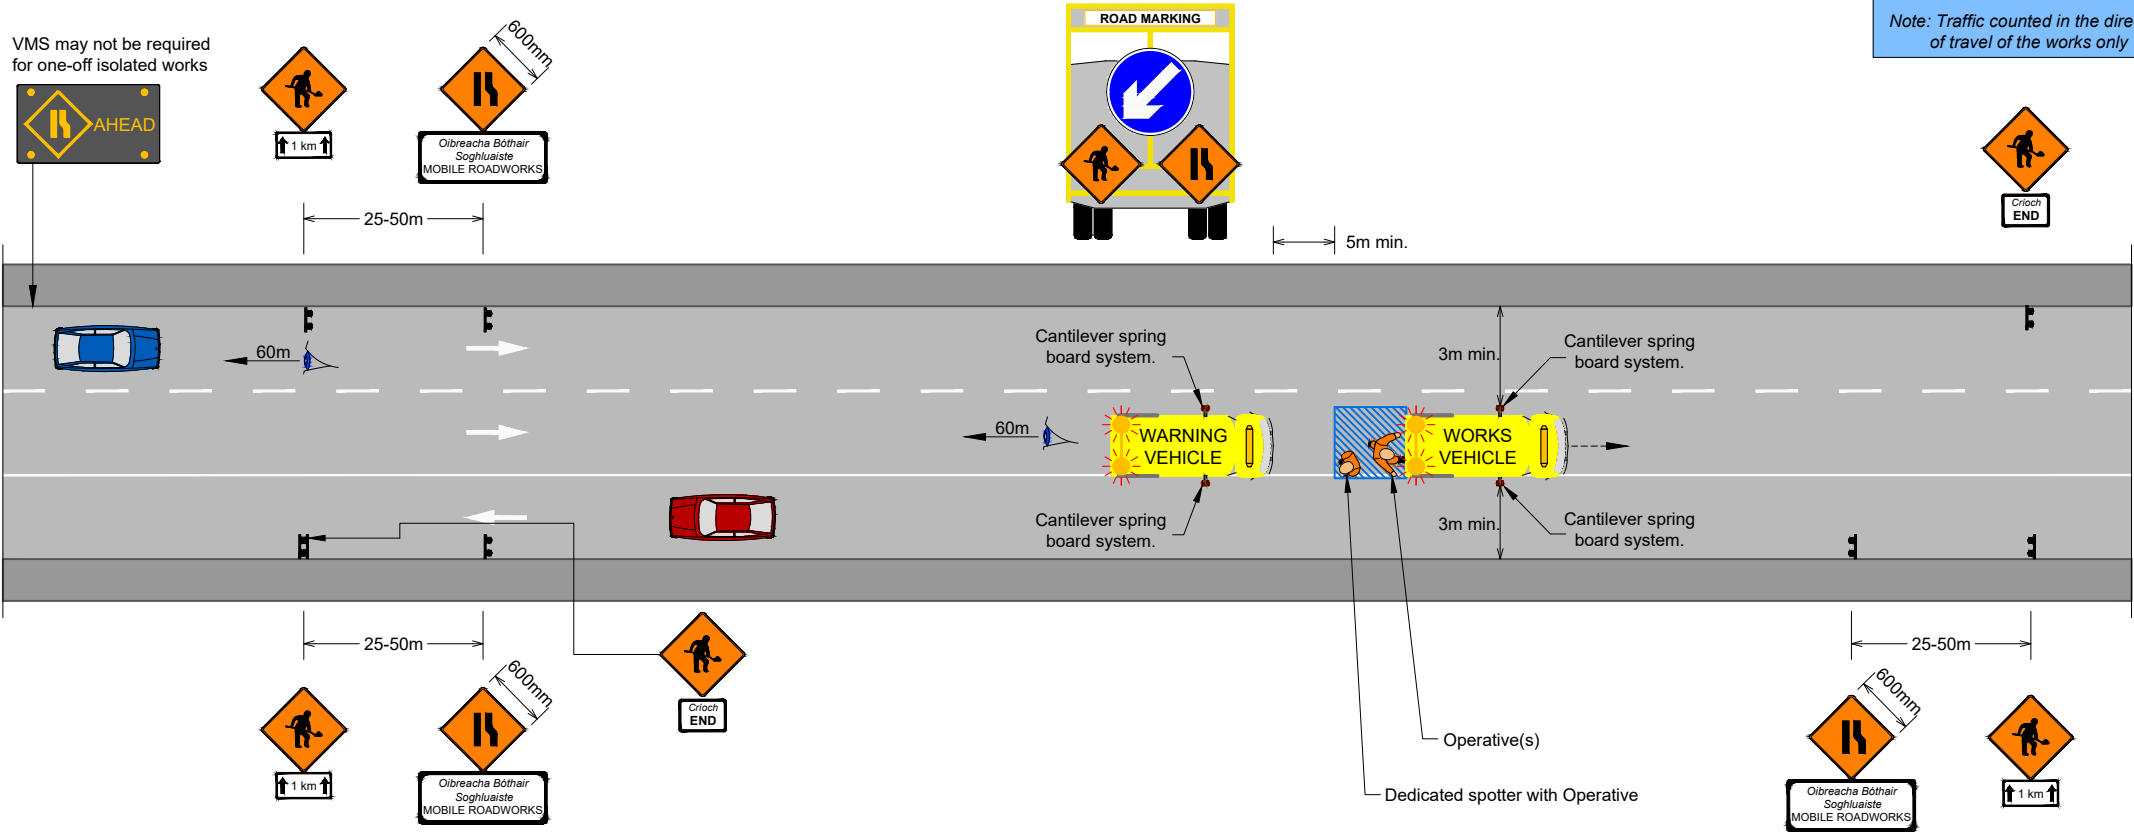 VMS may not be required
for one-off isolated works
AHEAD
1 km
600mm
Oibreacha Bóthair
Soghluaiste
MOBILE ROADWORKS
25-50m
ROAD MARKING
5m min.
Note: Traffic counted in the
of travel of the works only
Crioch
END
60m
60m
Cantilever spring
board system.
WARNING
VEHICLE
Cantilever spring
board system.
3m min.
Cantilever spring
board system.
WORKS
VEHICLE
3m min.
Cantilever spring
board system.
25-50m
1 km
600mm
Oibreacha Bóthair
Soghluaiste
MOBILE ROADWORKS
Crioch
END
Operative(s)
Dedicated spotter with Operative
25-50m
600mm
Oibreacha Bóthair
Soghluaiste
MOBILE ROADWORKS
1 km